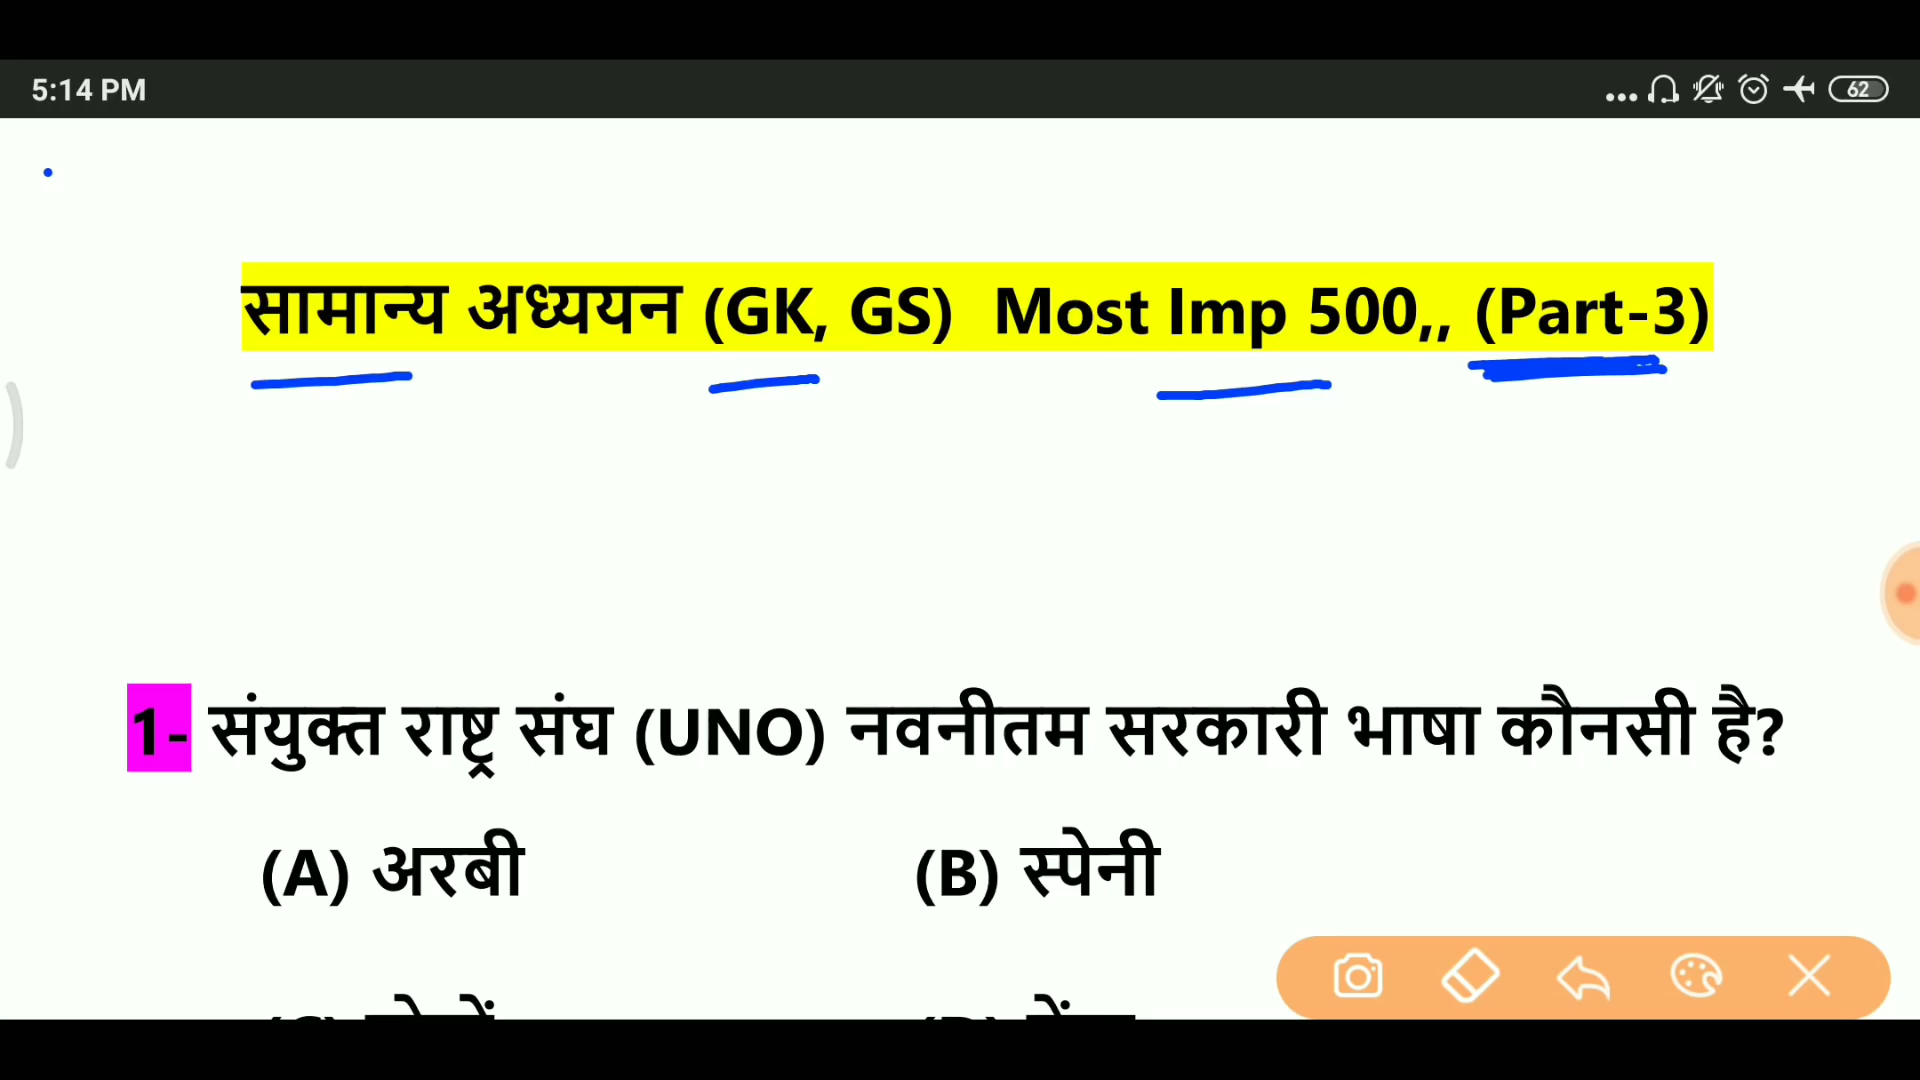 5:14 PM
62
सामान्य अध्ययन (GK, GS) Most Imp 500,, (Part-3)
1- संयुक्त राष्ट्र संघ (UNO) नवनीतम सरकारी भाषा कौनसी है?
(A) अरबी (B) स्पेनी